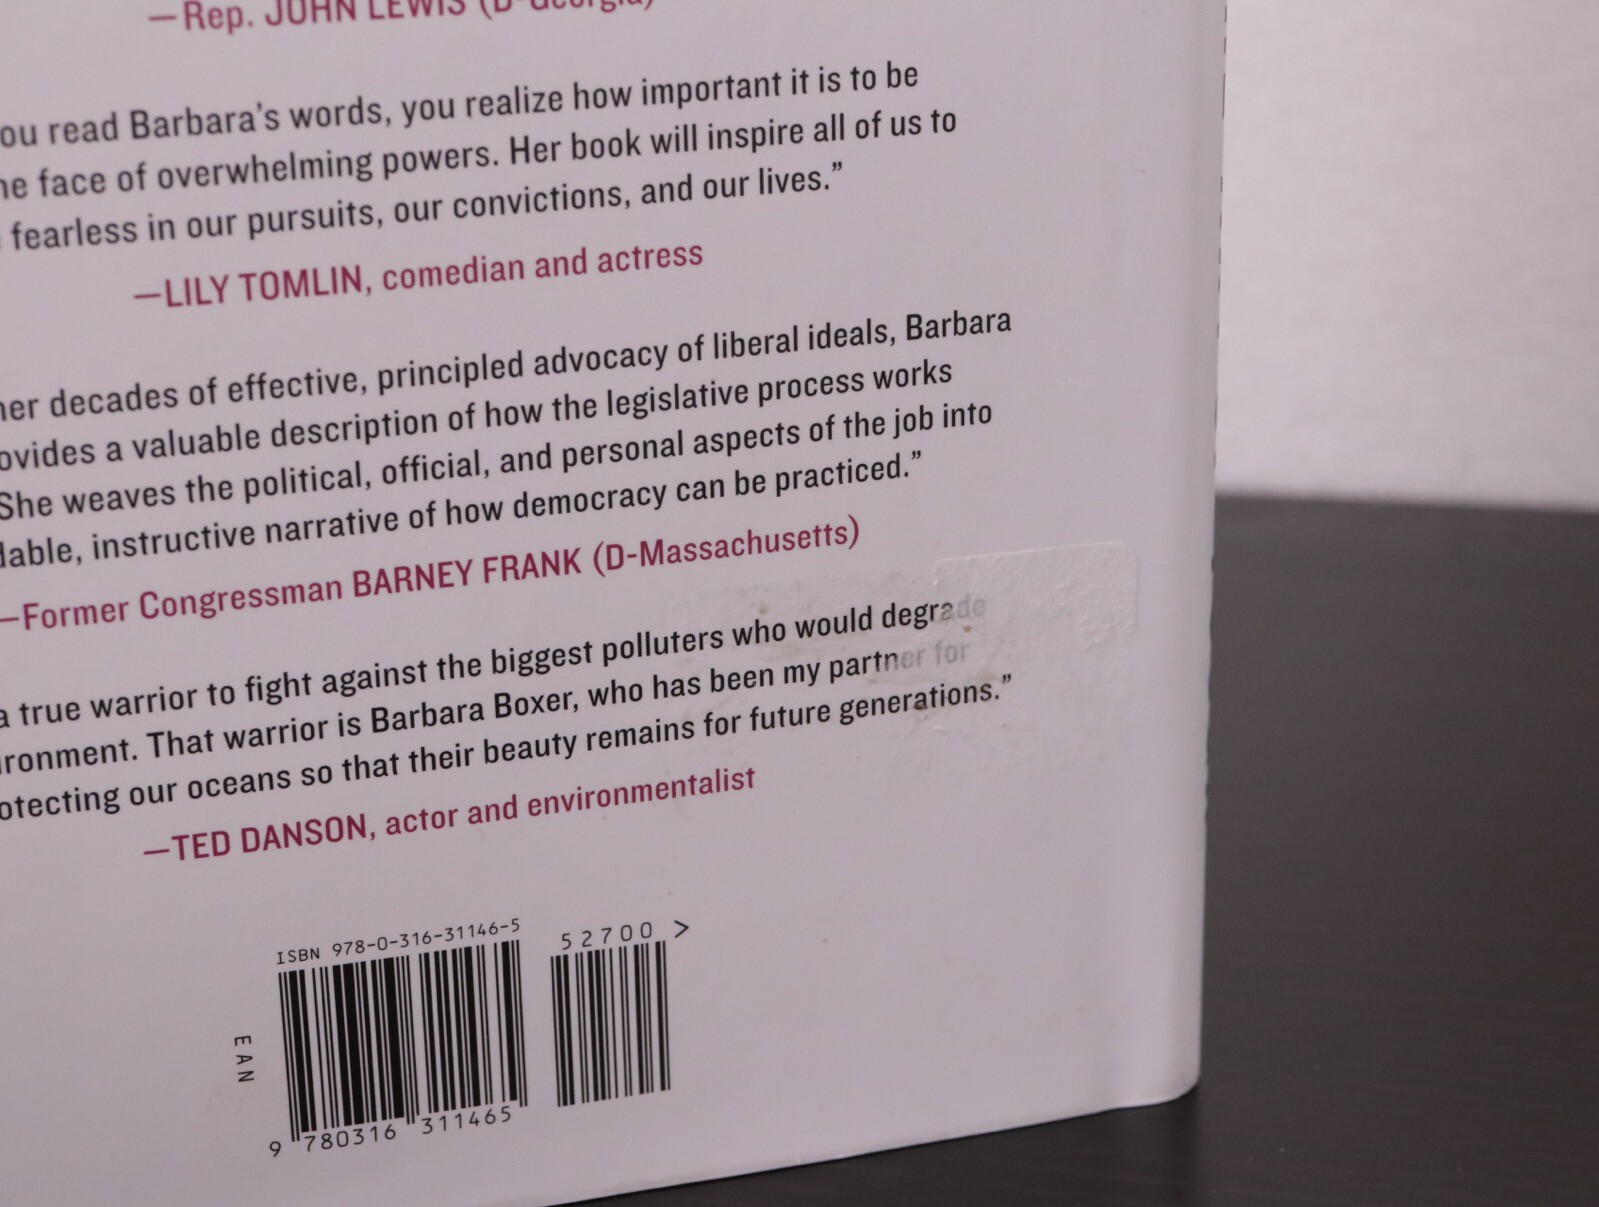 —Rep. JOHN LEWIS (D-Georgia)
ou read Barbara's words, you realize how important it is to be
he face of overwhelming powers. Her book will inspire all of us to
fearless in our pursuits, our convictions, and our lives.”
—LILY TOMLIN, comedian and actress
her decades of effective, principled advocacy of liberal ideals, Barbara
ovides a valuable description of how the legislative process works
She weaves the political, official, and personal aspects of the job into
dable, instructive narrative of how democracy can be practiced.”
—Former Congressman BARNEY FRANK (D-Massachusetts)
a true warrior to fight against the biggest polluters who would degrade
ironment. That warrior is Barbara Boxer, who has been my partner for
otecting our oceans so that their beauty remains for future generations.”
—TED DANSON, actor and environmentalist
ISBN 978-0-316-31146-5
52700 >
EAN
9 780316 311465